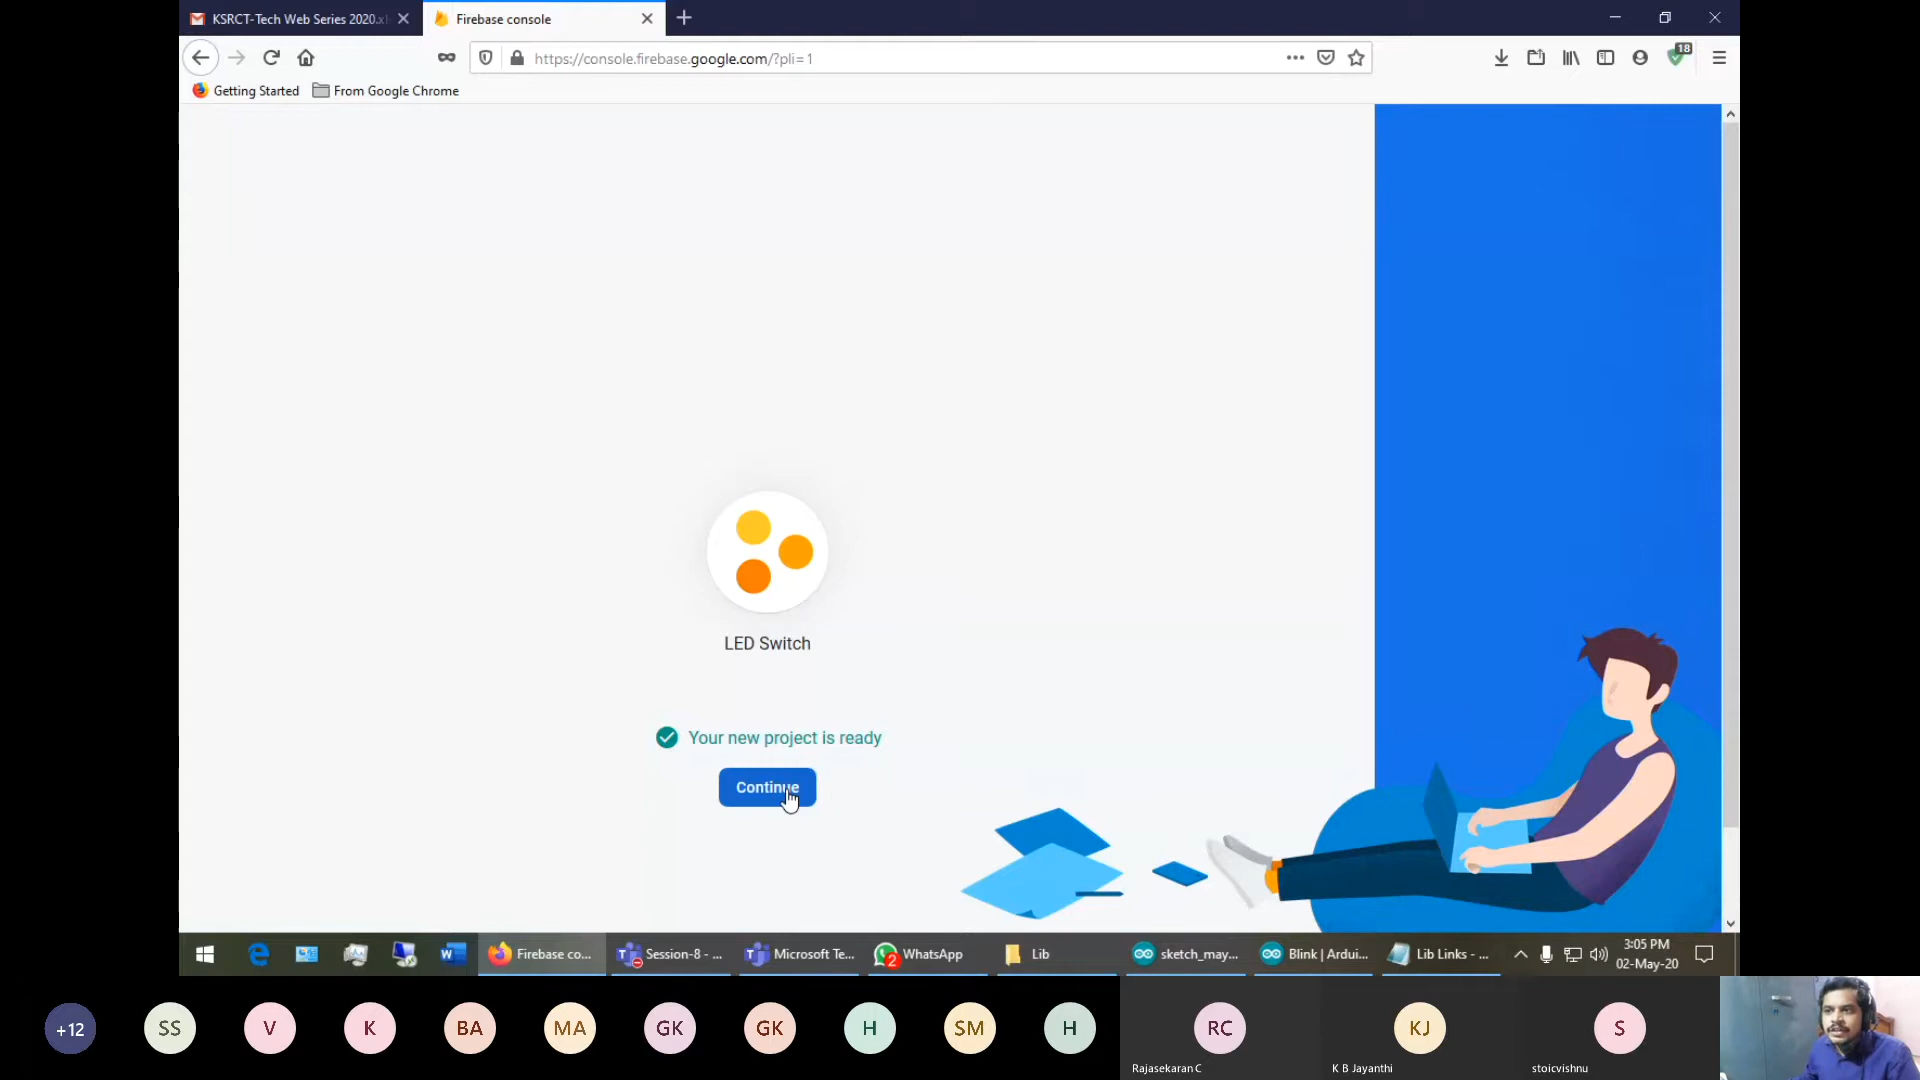 KSRCT-Tech Web Series 2020.x
Firebase console
https://console.firebase.google.com/?pli=1
18
Getting Started
From Google Chrome
LED Switch
Your new project is ready
Continue
Firebase co...
Session-8 - ...
Microsoft Te...
2
WhatsApp
Lib
sketch_may...
Blink | Ardui...
Lib Links - ...
3:05 PM
02-May-20
+12
SS
V
K
BA
MA
GK
GK
H
SM
H
RC
KJ
S
Rajasekaran C
K B Jayanthi
stoicvishnu